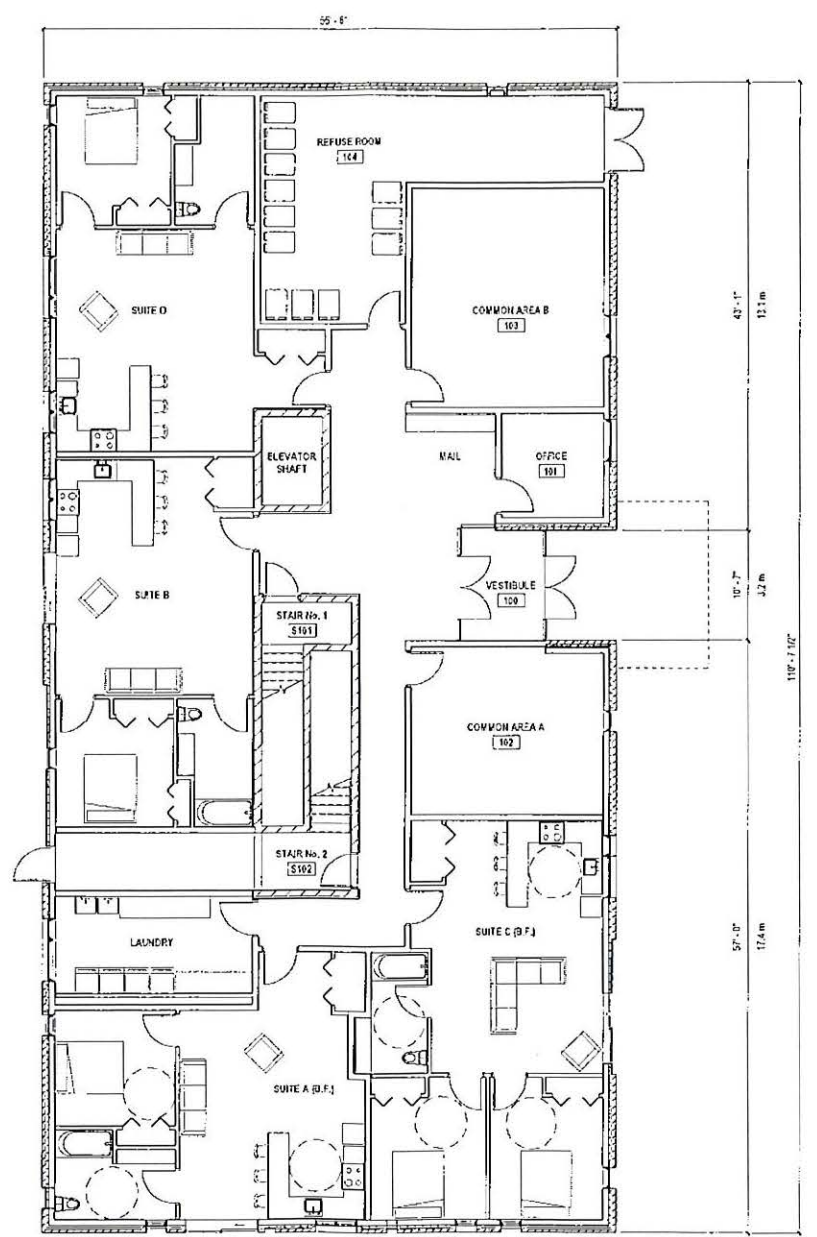 55'-6"
REFUSE ROOM
104
SUITE D
COMMON AREA B
103
43'-1"
13.1 m
ELEVATOR
SHAFT
MAIL
OFFICE
101
SUITE B
VESTIBULE
100
10'-7"
3.2 m
STAIR No. 1
S101
110'-7 1/2"
COMMON AREA A
102
STAIR No. 2
S102
LAUNDRY
SUITE C (B.F.)
57'-0"
17.4 m
SUITE A (B.F.)